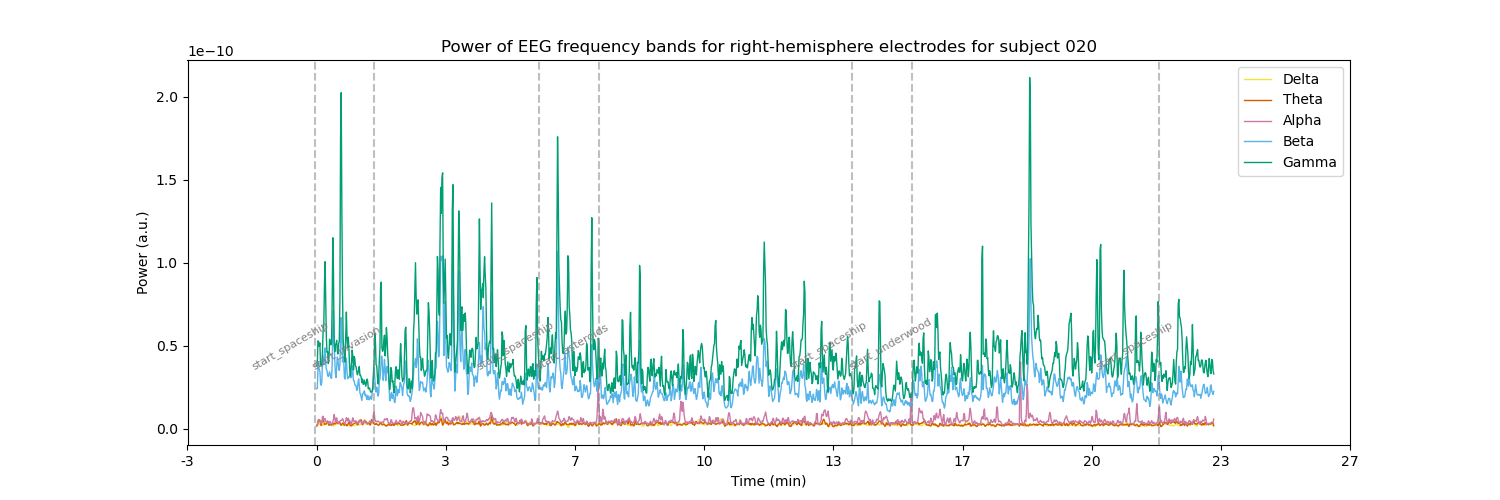 Power of EEG frequency bands for right-hemisphere electrodes for subject 020
1e−10
Delta
Theta
Alpha
Beta
Gamma
2.0
1.5
1.0
0.5
0.0
Power (a.u.)
start_spaceship
start_spaceship
start_spaceship
start_underwood
start_spaceship
-3
0
3
7
10
13
17
20
23
27
Time (min)